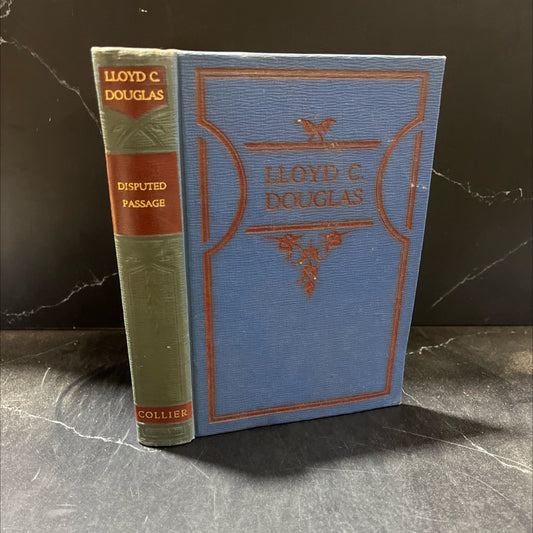 LLOYD C.
DOUGLAS
DISPUTED
PASSAGE
COLLIER
LLOYD C.
DOUGLAS